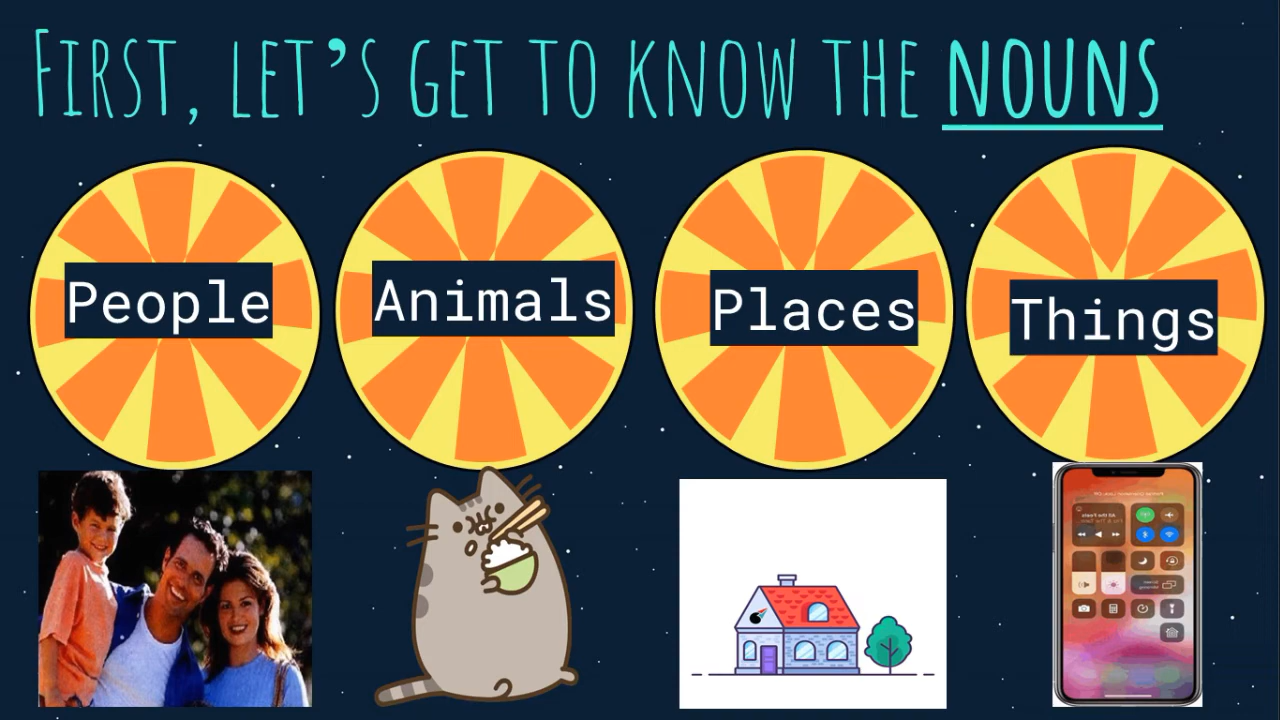 First, let’s get to know the nouns
People
Animals
Places
Things